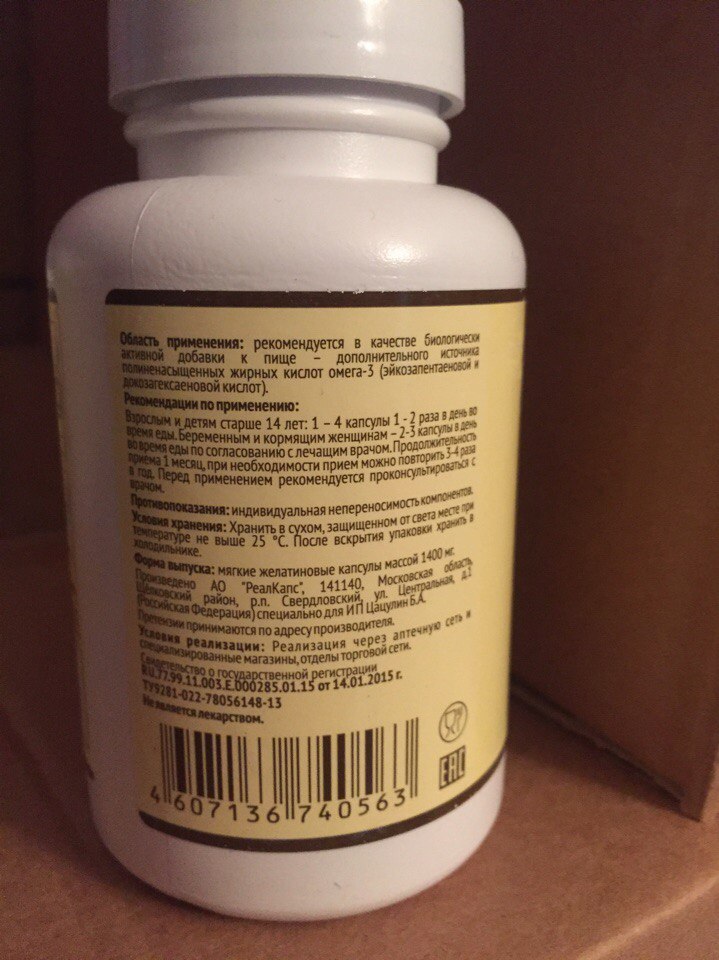 Область применения: рекомендуется в качестве биологически
активной добавки к пище – дополнительного источника
полиненасыщенных жирных кислот омега-3 (эйкозапентаеновой и
докозагексаеновой кислот).
Рекомендации по применению:
Взрослым и детям старше 14 лет: 1 – 4 капсулы 1 - 2 раза в день во
время еды. Беременным и кормящим женщинам – 2-3 капсулы в день
во время еды по согласованию с лечащим врачом. Продолжительность
приема 1 месяц, при необходимости прием можно повторить 3-4 раза
в год. Перед применением рекомендуется проконсультироваться с
врачом.
Противопоказания: индивидуальная непереносимость компонентов.
Условия хранения: Хранить в сухом, защищенном от света месте при
температуре не выше 25 °C. После вскрытия упаковки хранить в
холодильнике.
Форма выпуска: мягкие желатиновые капсулы массой 1400 мг.
Произведено АО "РеалКапс", 141140, Московская область,
Щёлковский район, р.п. Свердловский, ул. Центральная, д.1
(Российская Федерация) специально для ИП Цацулин Б.А.
Претензии принимаются по адресу производителя.
Условия реализации: Реализация через аптечную сеть и
специализированные магазины, отделы торговой сети.
Свидетельство о государственной регистрации
RU.77.99.11.003.E.000285.01.15 от 14.01.2015 г.
ТУ9281-022-78056148-13
Не является лекарством.
4 607136 740563
EAC